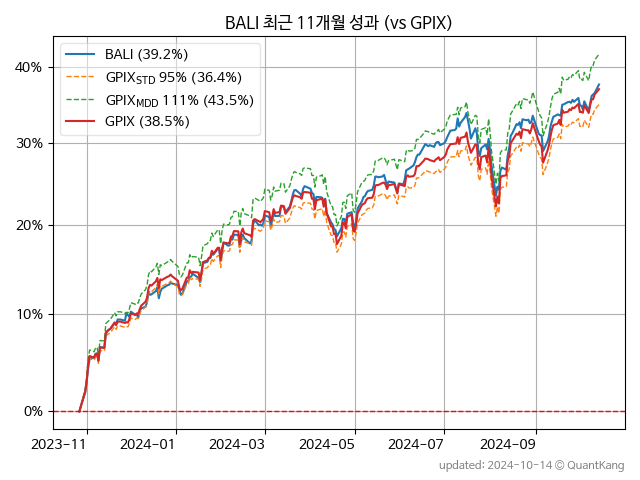 BALI 최근 11개월 성과 (vs GPIX)
BALI (39.2%)
GPIX_STD 95% (36.4%)
GPIX_MDD 111% (43.5%)
GPIX (38.5%)
40%
30%
20%
10%
0%
2023-11 2024-01 2024-03 2024-05 2024-07 2024-09
updated: 2024-10-14 © QuantKang